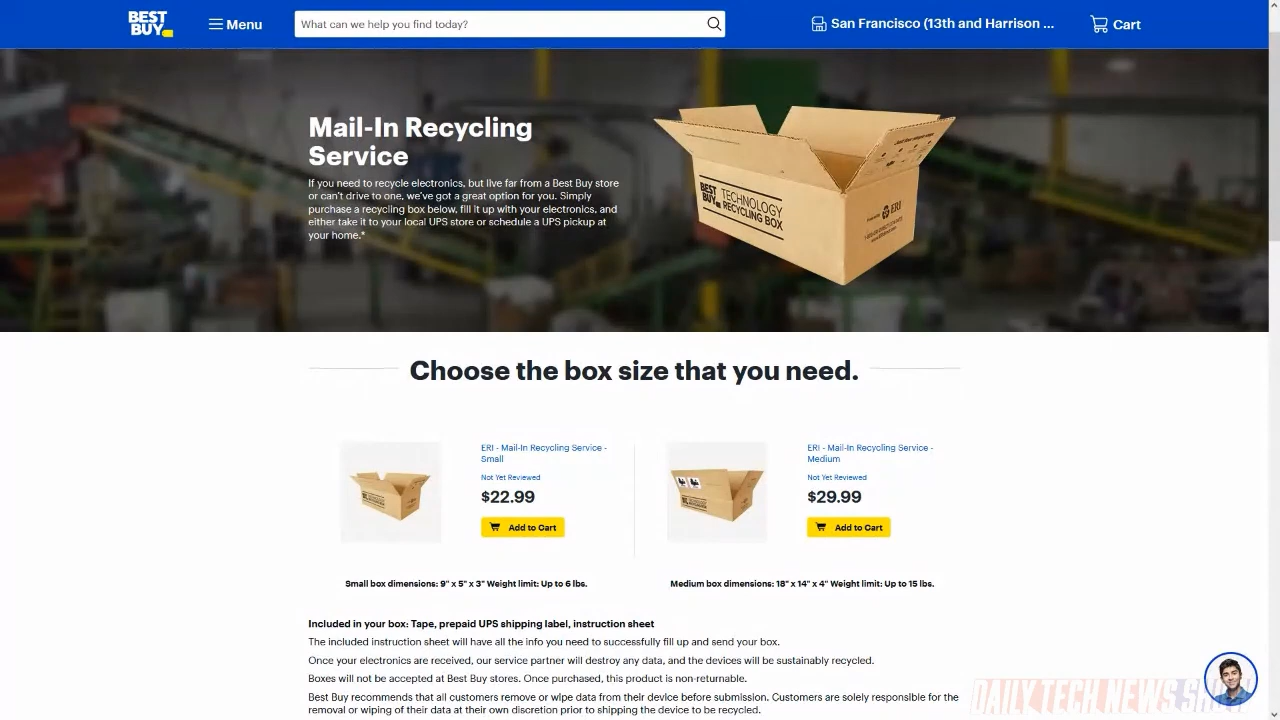 BEST
BUY
Menu
What can we help you find today?
San Francisco (13th and Harrison ...
Cart
Mail-In Recycling
Service
If you need to recycle electronics, but live far from a Best Buy store
or can't drive to one, we've got a great option for you. Simply
purchase a recycling box below, fill it up with your electronics, and
either take it to your local UPS store or schedule a UPS pickup at
your home.*
BEST
BUY
TECHNOLOGY
RECYCLING BOX
ERI
Choose the box size that you need.
ERI - Mail-In Recycling Service -
Small
Not Yet Reviewed
$22.99
Add to Cart
ERI - Mail-In Recycling Service -
Medium
Not Yet Reviewed
$29.99
Add to Cart
Small box dimensions: 9" x 5" x 3" Weight limit: Up to 6 lbs.
Medium box dimensions: 18" x 14" x 4" Weight limit: Up to 15 lbs.
Included in your box: Tape, prepaid UPS shipping label, instruction sheet
The included instruction sheet will have all the info you need to successfully fill up and send your box.
Once your electronics are received, our service partner will destroy any data, and the devices will be sustainably recycled.
Boxes will not be accepted at Best Buy stores. Once purchased, this product is non-returnable.
Best Buy recommends that all customers remove or wipe data from their device before submission. Customers are solely responsible for the
removal or wiping of their data at their own discretion prior to shipping the device to be recycled.
DAILY TECH NEWS SHOW